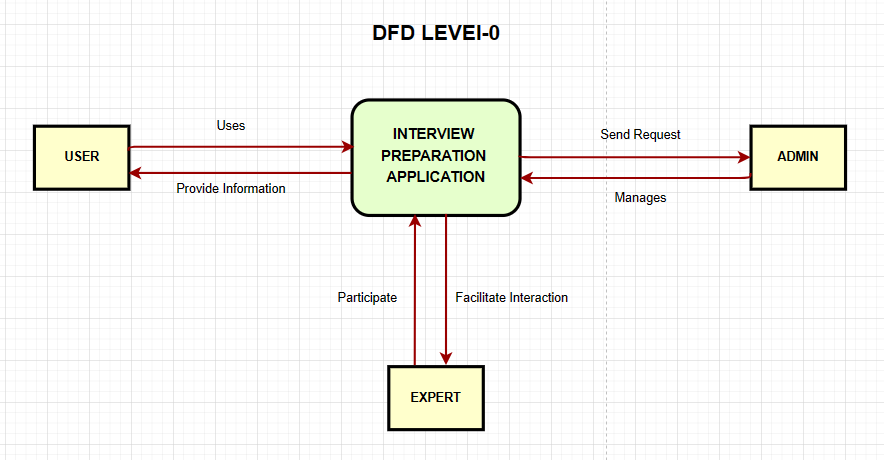 DFD LEVEl-0
Uses
USER
Provide Information
INTERVIEW
PREPARATION
APPLICATION
Send Request
ADMIN
Manages
Participate
Facilitate Interaction
EXPERT